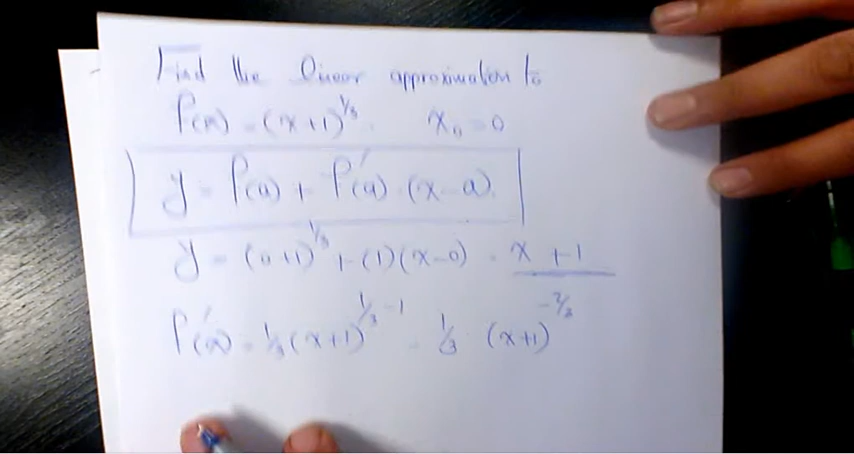 Find the linear approximation to
f(x) = (x+1)^1/3 . x₀ = 0
y = f(a) + f'(a) . (x-a).
y = (0+1)^1/3 + (1)(x-0) = x +1
f'(x) = 1/3 (x+1)^1/3 -1 = 1/3 . (x+1)^-2/3